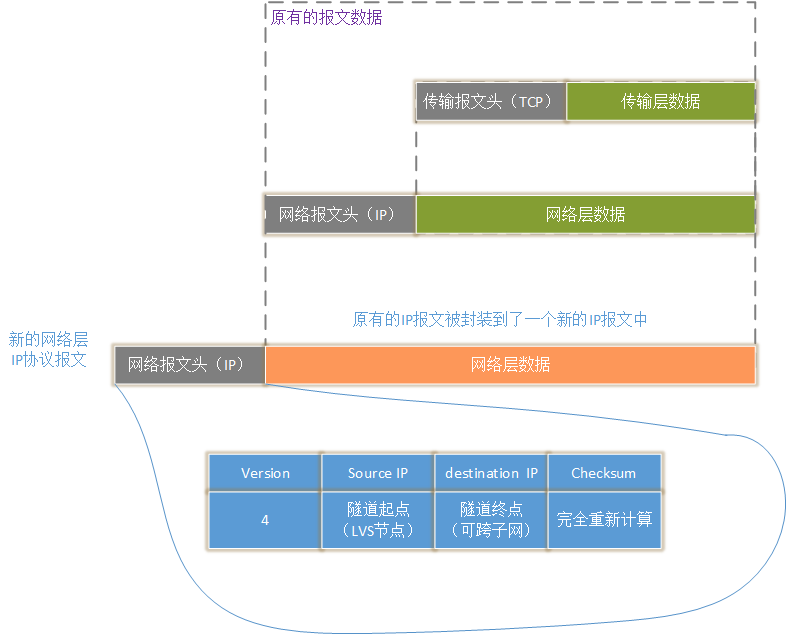 原有的报文数据
传输报文头（TCP） 传输层数据
网络报文头（IP） 网络层数据
原有的IP报文被封装到了一个新的IP报文中
新的网络层
IP协议报文
网络报文头（IP） 网络层数据
Version Source IP destination IP Checksum
4 隧道起点（LVS节点） 隧道终点（可跨子网） 完全重新计算